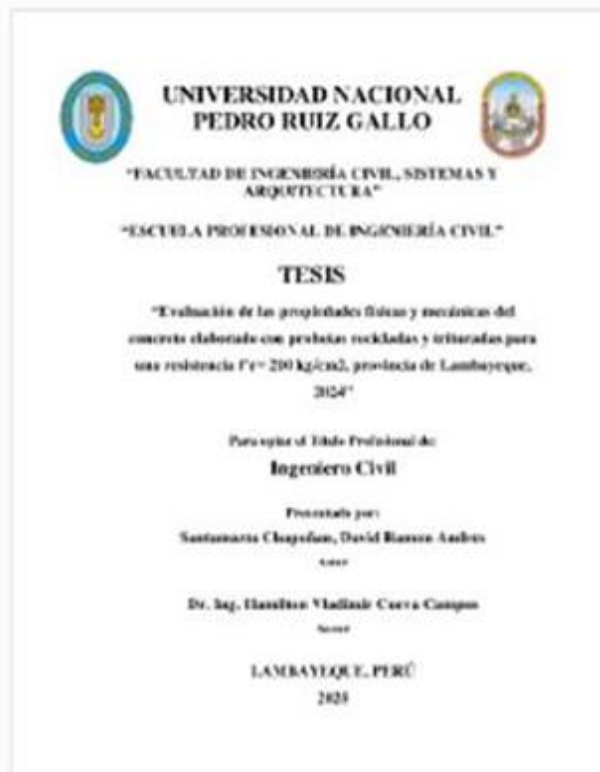 UNIVERSIDAD NACIONAL
PEDRO RUIZ GALLO
"FACULTAD DE INGENIERÍA CIVIL, SISTEMAS Y
ARQUITECTURA"
"ESCUELA PROFESIONAL DE INGENIERÍA CIVIL"
TESIS
"Evaluación de las propiedades físicas y mecánicas del
concreto elaborado con probetas recicladas y trituradas para
una resistencia f'c= 200 kg/cm2, provincia de Lambayeque,
2024"
Para optar el Título Profesional de:
Ingeniero Civil
Presentado por:
Santamaria Chapoñan, David Ramon Andres
Autor
Dr. Ing. Hamilton Vladimir Cueva Campos
Asesor
LAMBAYEQUE, PERÚ
2025